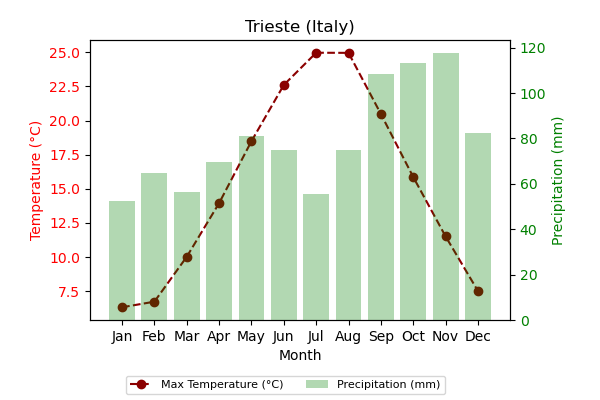 Trieste (Italy)
Temperature (°C)
25.0
22.5
20.0
17.5
15.0
12.5
10.0
7.5
120
100
80
60
40
20
0
Precipitation (mm)
Jan Feb Mar Apr May Jun Jul Aug Sep Oct Nov Dec
Month
Max Temperature (°C) Precipitation (mm)